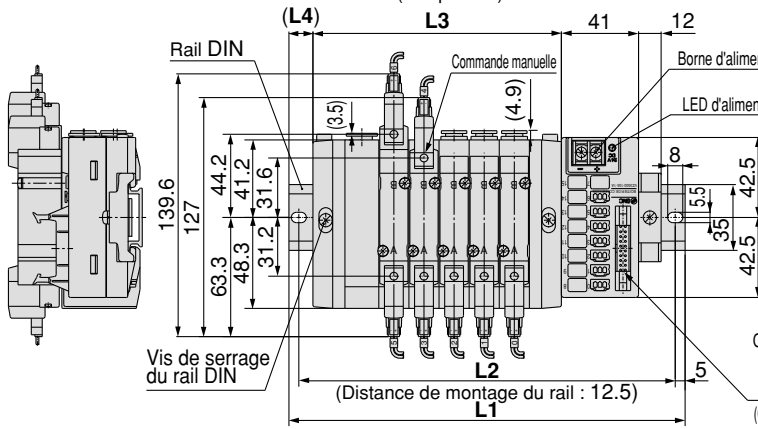 (L4)
L3
41
12
Rail DIN
Commande manuelle
Borne d'alimen
LED d'alimen
(3.5)
(4.9)
139.6
127
44.2
41.2
31.6
63.3
48.3
31.2
8
5.5
35
42.5
42.5
B
B
B
B
A
A
A
A
SMC
Vis de serrage
du rail DIN
L2
5
(Distance de montage du rail : 12.5)
L1